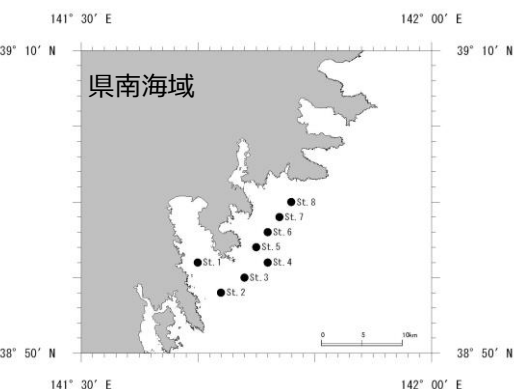 141° 30′ E
142° 00′ E
39° 10′ N
39° 10′ N
県南海域
St. 8
St. 7
St. 6
St. 5
St. 1
St. 4
St. 3
St. 2
0 5 10km
38° 50′ N
38° 50′ N
141° 30′ E
142° 00′ E